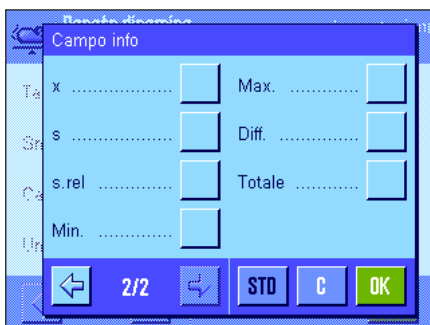 Campo info
x ..................
s ..................
s.rel .............
Min. .............
Max. .............
Diff. .............
Totale ..........
2/2
STD
C
OK